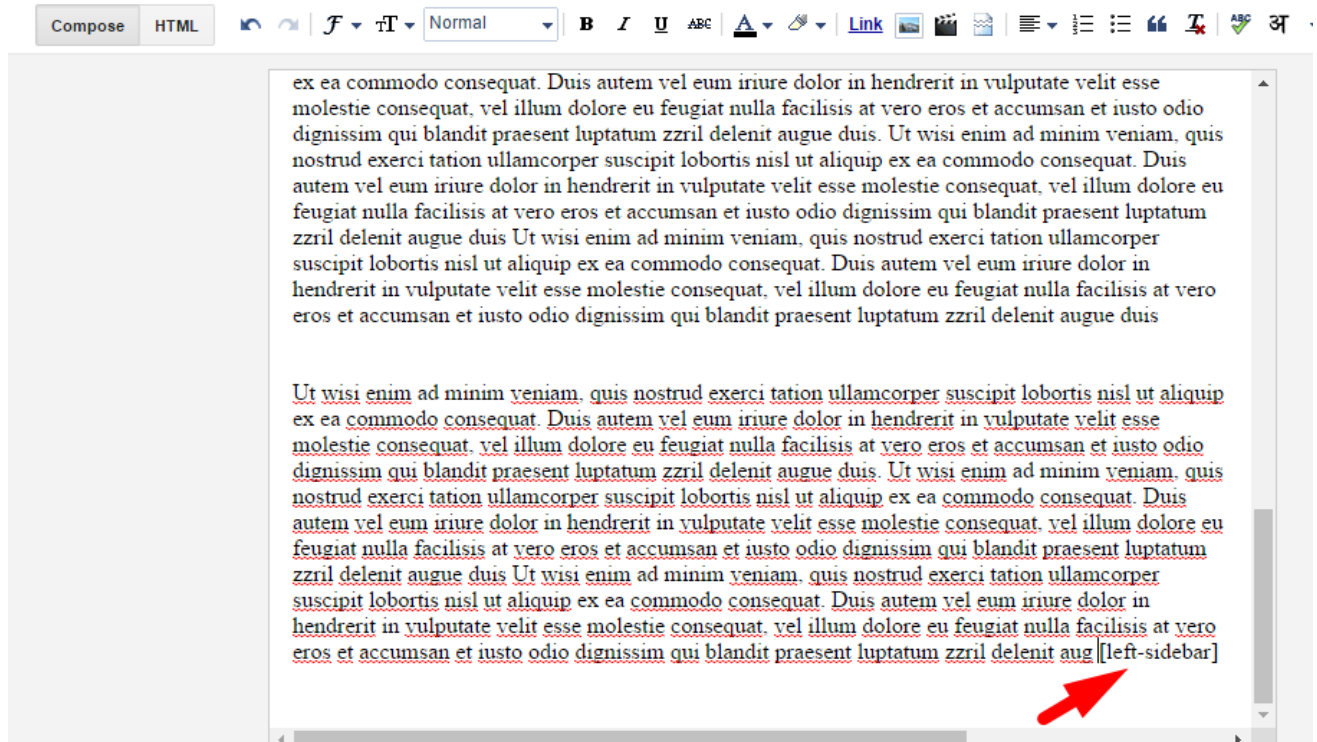 Compose HTML F TT Normal B I U ABC A Link ABC अ
ex ea commodo consequat. Duis autem vel eum iriure dolor in hendrerit in vulputate velit esse
molestie consequat, vel illum dolore eu feugiat nulla facilisis at vero eros et accumsan et iusto odio
dignissim qui blandit praesent luptatum zzril delenit augue duis. Ut wisi enim ad minim veniam, quis
nostrud exerci tation ullamcorper suscipit lobortis nisl ut aliquip ex ea commodo consequat. Duis
autem vel eum iriure dolor in hendrerit in vulputate velit esse molestie consequat, vel illum dolore eu
feugiat nulla facilisis at vero eros et accumsan et iusto odio dignissim qui blandit praesent luptatum
zzril delenit augue duis Ut wisi enim ad minim veniam, quis nostrud exerci tation ullamcorper
suscipit lobortis nisl ut aliquip ex ea commodo consequat. Duis autem vel eum iriure dolor in
hendrerit in vulputate velit esse molestie consequat, vel illum dolore eu feugiat nulla facilisis at vero
eros et accumsan et iusto odio dignissim qui blandit praesent luptatum zzril delenit augue duis
Ut wisi enim ad minim veniam, quis nostrud exerci tation ullamcorper suscipit lobortis nisl ut aliquip
ex ea commodo consequat. Duis autem vel eum iriure dolor in hendrerit in vulputate velit esse
molestie consequat, vel illum dolore eu feugiat nulla facilisis at vero eros et accumsan et iusto odio
dignissim qui blandit praesent luptatum zzril delenit augue duis. Ut wisi enim ad minim veniam, quis
nostrud exerci tation ullamcorper suscipit lobortis nisl ut aliquip ex ea commodo consequat. Duis
autem vel eum iriure dolor in hendrerit in vulputate velit esse molestie consequat, vel illum dolore eu
feugiat nulla facilisis at vero eros et accumsan et iusto odio dignissim qui blandit praesent luptatum
zzril delenit augue duis Ut wisi enim ad minim veniam, quis nostrud exerci tation ullamcorper
suscipit lobortis nisl ut aliquip ex ea commodo consequat. Duis autem vel eum iriure dolor in
hendrerit in vulputate velit esse molestie consequat, vel illum dolore eu feugiat nulla facilisis at vero
eros et accumsan et iusto odio dignissim qui blandit praesent luptatum zzril delenit aug [left-sidebar]